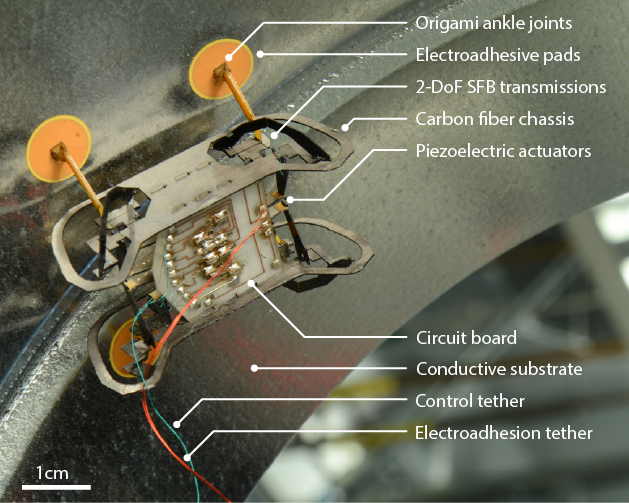 Origami ankle joints
Electroadhesive pads
2-DoF SFB transmissions
Carbon fiber chassis
Piezoelectric actuators
Circuit board
Conductive substrate
Control tether
Electroadhesion tether
1cm